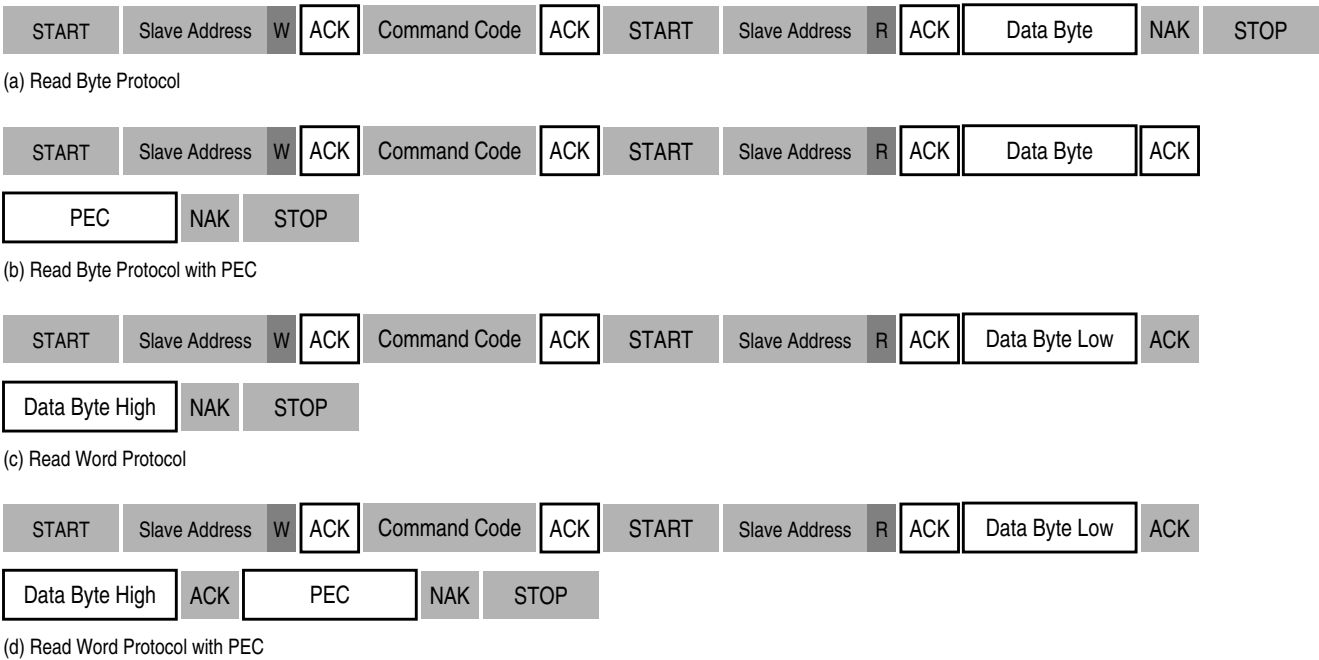 START Slave Address W ACK Command Code ACK START Slave Address R ACK Data Byte NAK STOP
(a) Read Byte Protocol
START Slave Address W ACK Command Code ACK START Slave Address R ACK Data Byte ACK
PEC NAK STOP
(b) Read Byte Protocol with PEC
START Slave Address W ACK Command Code ACK START Slave Address R ACK Data Byte Low ACK
Data Byte High NAK STOP
(c) Read Word Protocol
START Slave Address W ACK Command Code ACK START Slave Address R ACK Data Byte Low ACK
Data Byte High ACK PEC NAK STOP
(d) Read Word Protocol with PEC